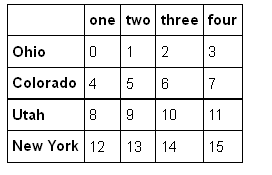 one two three four
Ohio 0 1 2 3
Colorado 4 5 6 7
Utah 8 9 10 11
New York 12 13 14 15